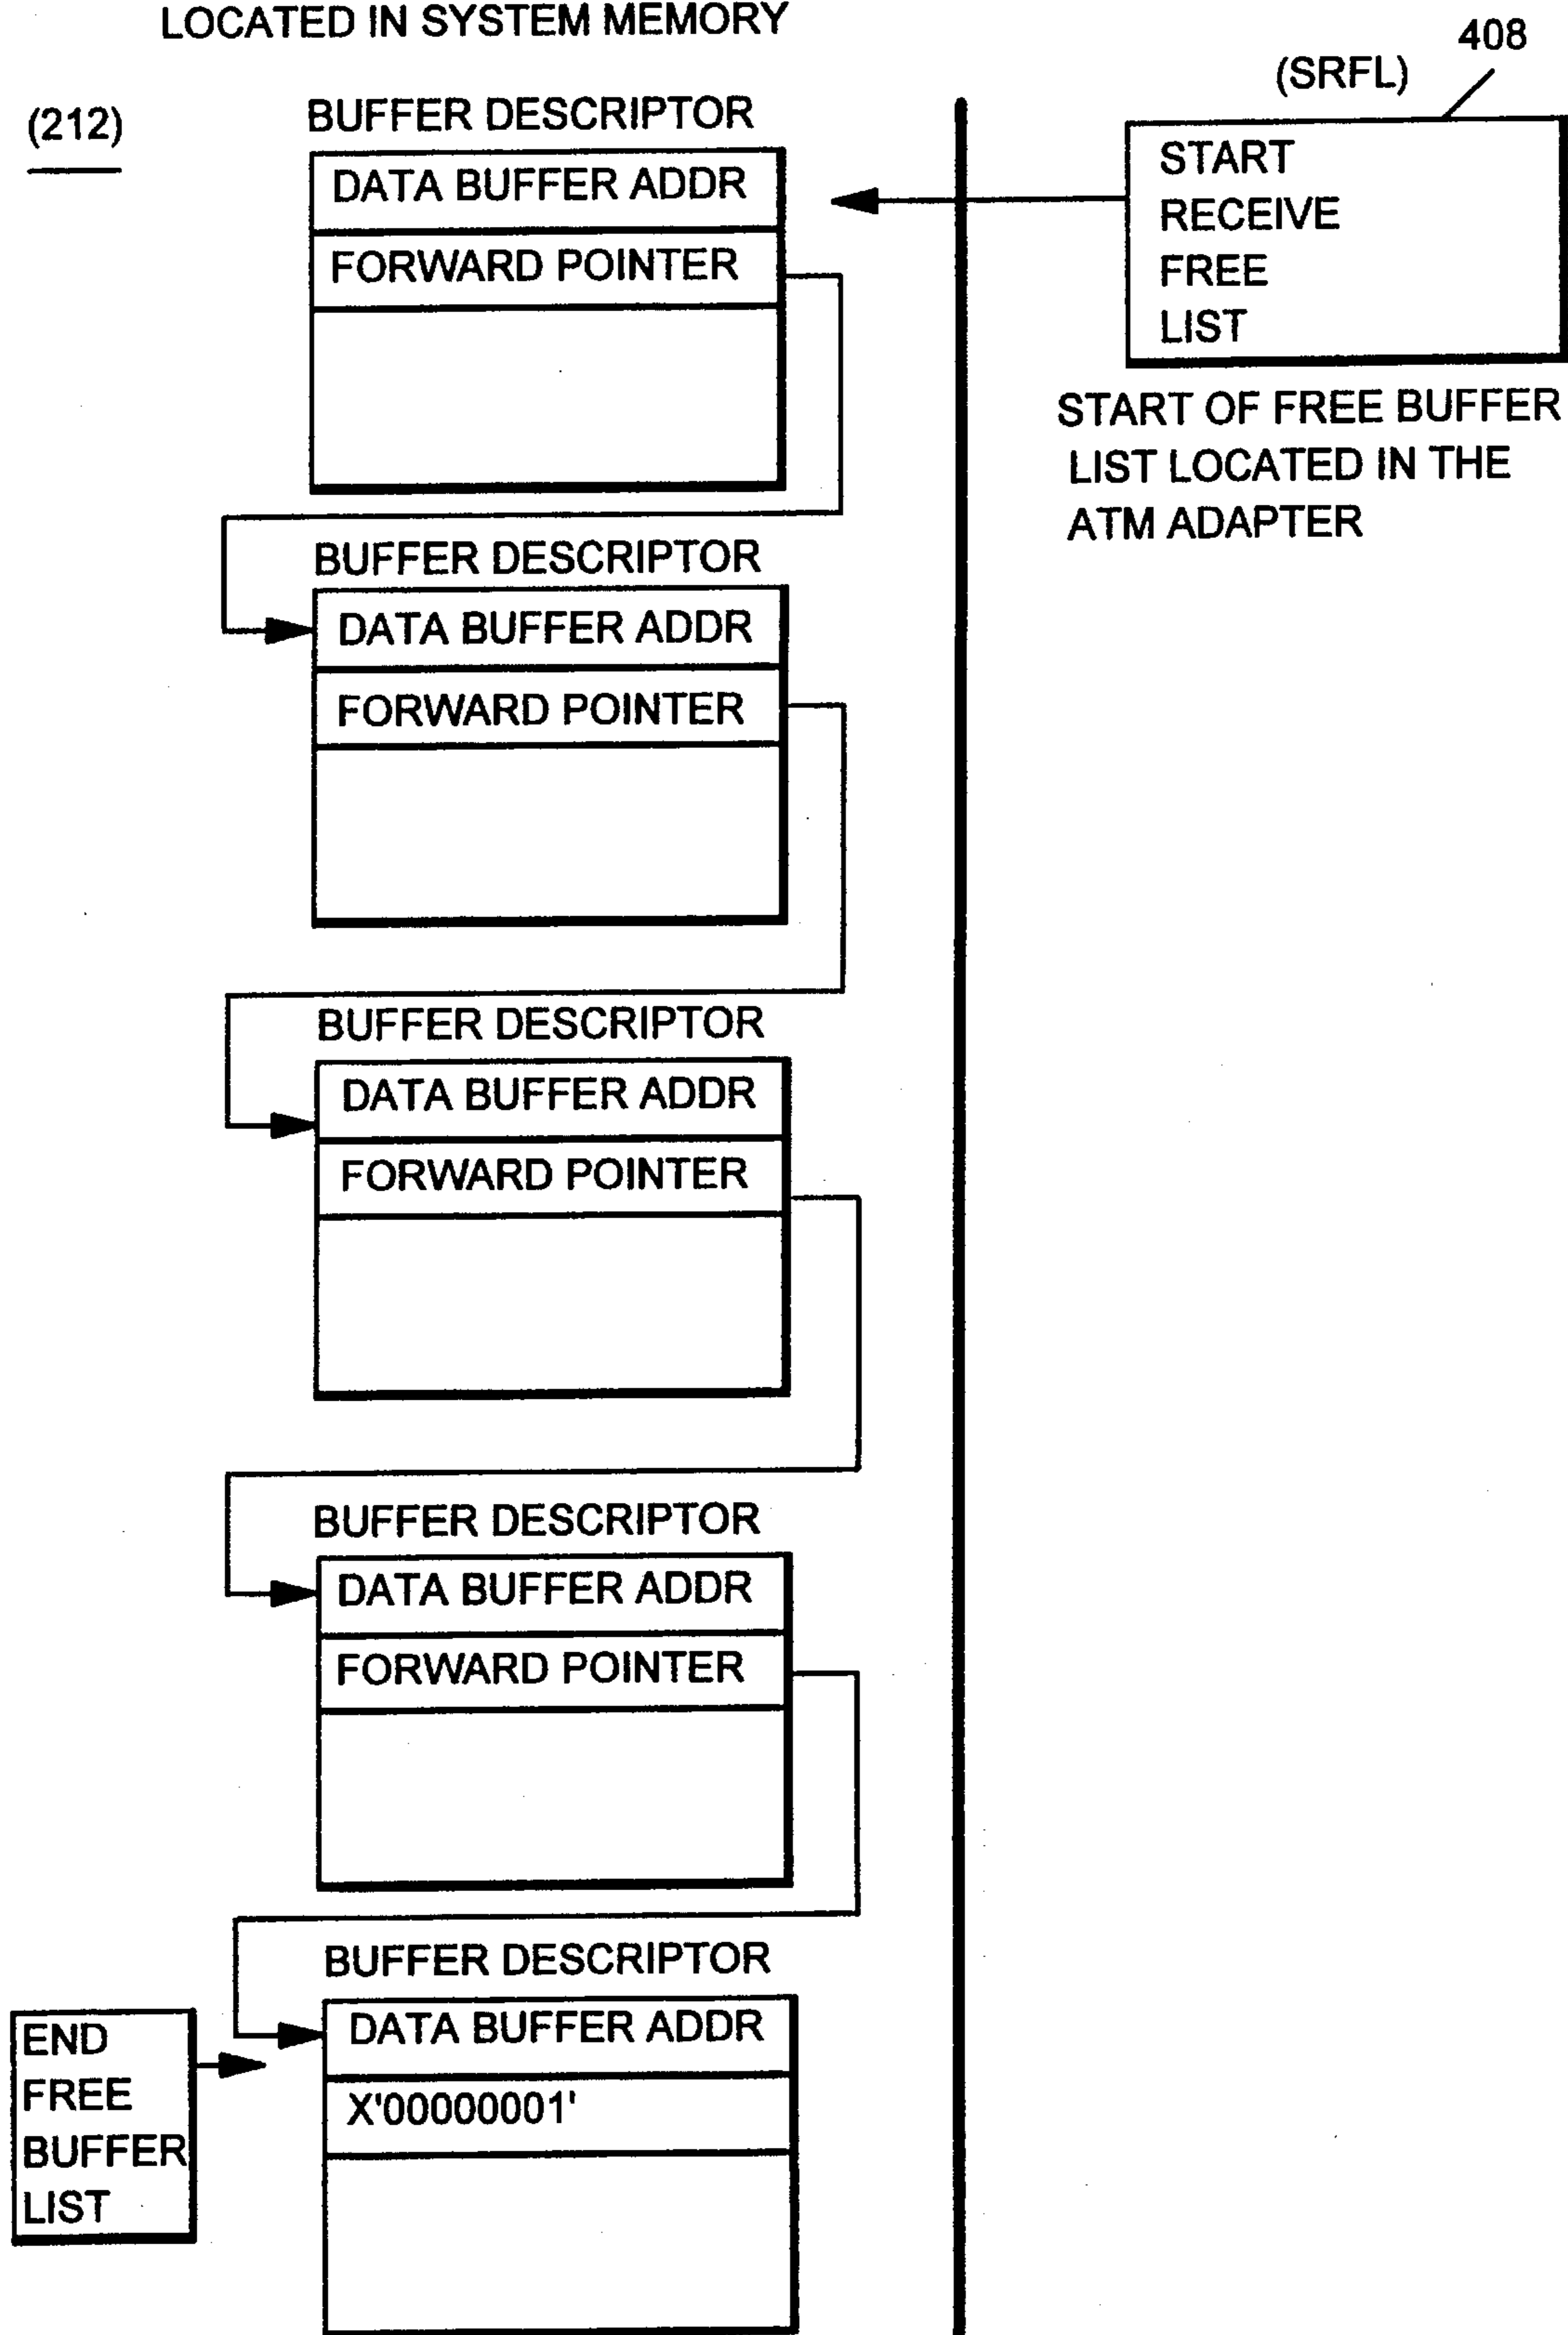 LOCATED IN SYSTEM MEMORY
408
(SRFL)
(212)
BUFFER DESCRIPTOR
DATA BUFFER ADDR
FORWARD POINTER
START
RECEIVE
FREE
LIST
START OF FREE BUFFER
LIST LOCATED IN THE
ATM ADAPTER
BUFFER DESCRIPTOR
DATA BUFFER ADDR
FORWARD POINTER
BUFFER DESCRIPTOR
DATA BUFFER ADDR
FORWARD POINTER
BUFFER DESCRIPTOR
DATA BUFFER ADDR
FORWARD POINTER
BUFFER DESCRIPTOR
DATA BUFFER ADDR
X'00000001'
END
FREE
BUFFER
LIST